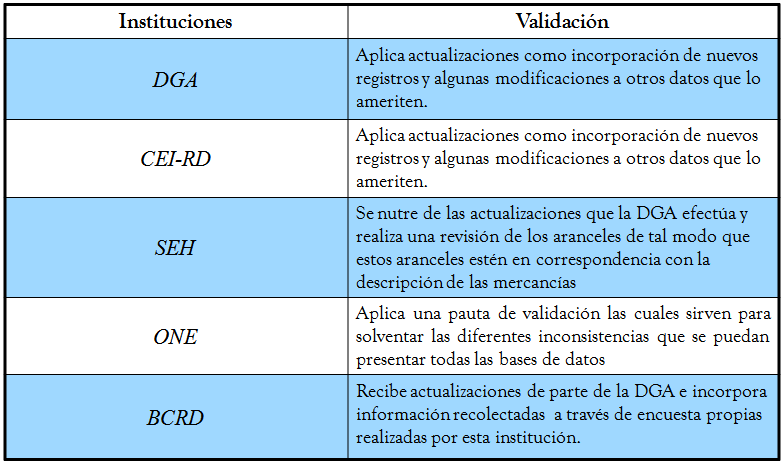 Instituciones
Validación
DGA
Aplica actualizaciones como incorporación de nuevos
registros y algunas modificaciones a otros datos que lo
ameriten.
CEI-RD
Aplica actualizaciones como incorporación de nuevos
registros y algunas modificaciones a otros datos que lo
ameriten.
SEH
Se nutre de las actualizaciones que la DGA efectúa y
realiza una revisión de los aranceles de tal modo que
estos aranceles estén en correspondencia con la
descripción de las mercancías
ONE
Aplica una pauta de validación las cuales sirven para
solventar las diferentes inconsistencias que se puedan
presentar todas las bases de datos
BCRD
Recibe actualizaciones de parte de la DGA e incorpora
información recolectadas a través de encuesta propias
realizadas por esta institución.